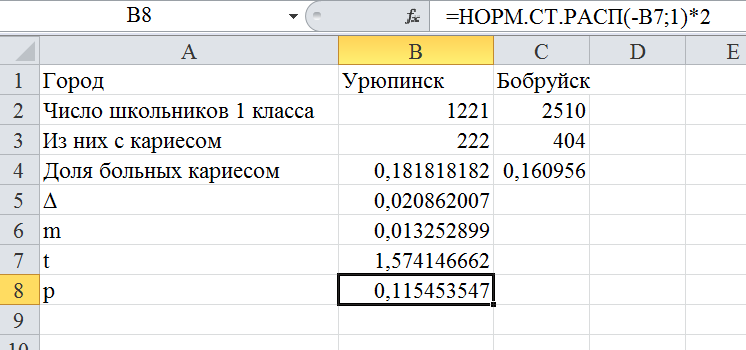 B8 fx =НОРМ.СТ.РАСП(-B7;1)*2
A B C D E
1 Город Урюпинск Бобруйск
2 Число школьников 1 класса 1221 2510
3 Из них с кариесом 222 404
4 Доля больных кариесом 0,181818182 0,160956
5 Δ 0,020862007
6 m 0,013252899
7 t 1,574146662
8 p 0,115453547
9
10